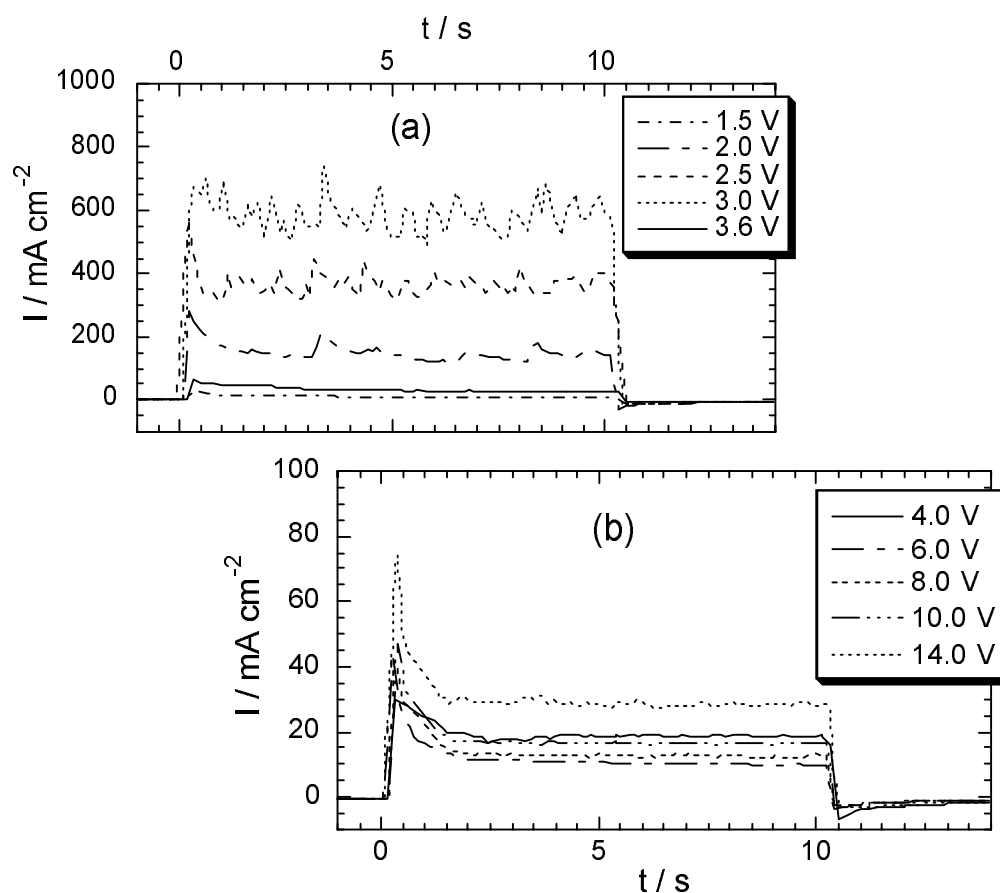 t / s
0 5 10
1000
800
600
400
200
0
I / mA cm-2
(a)
1.5 V
2.0 V
2.5 V
3.0 V
3.6 V
100
80
60
40
20
0
I / mA cm-2
(b)
4.0 V
6.0 V
8.0 V
10.0 V
14.0 V
0 5 10
t / s